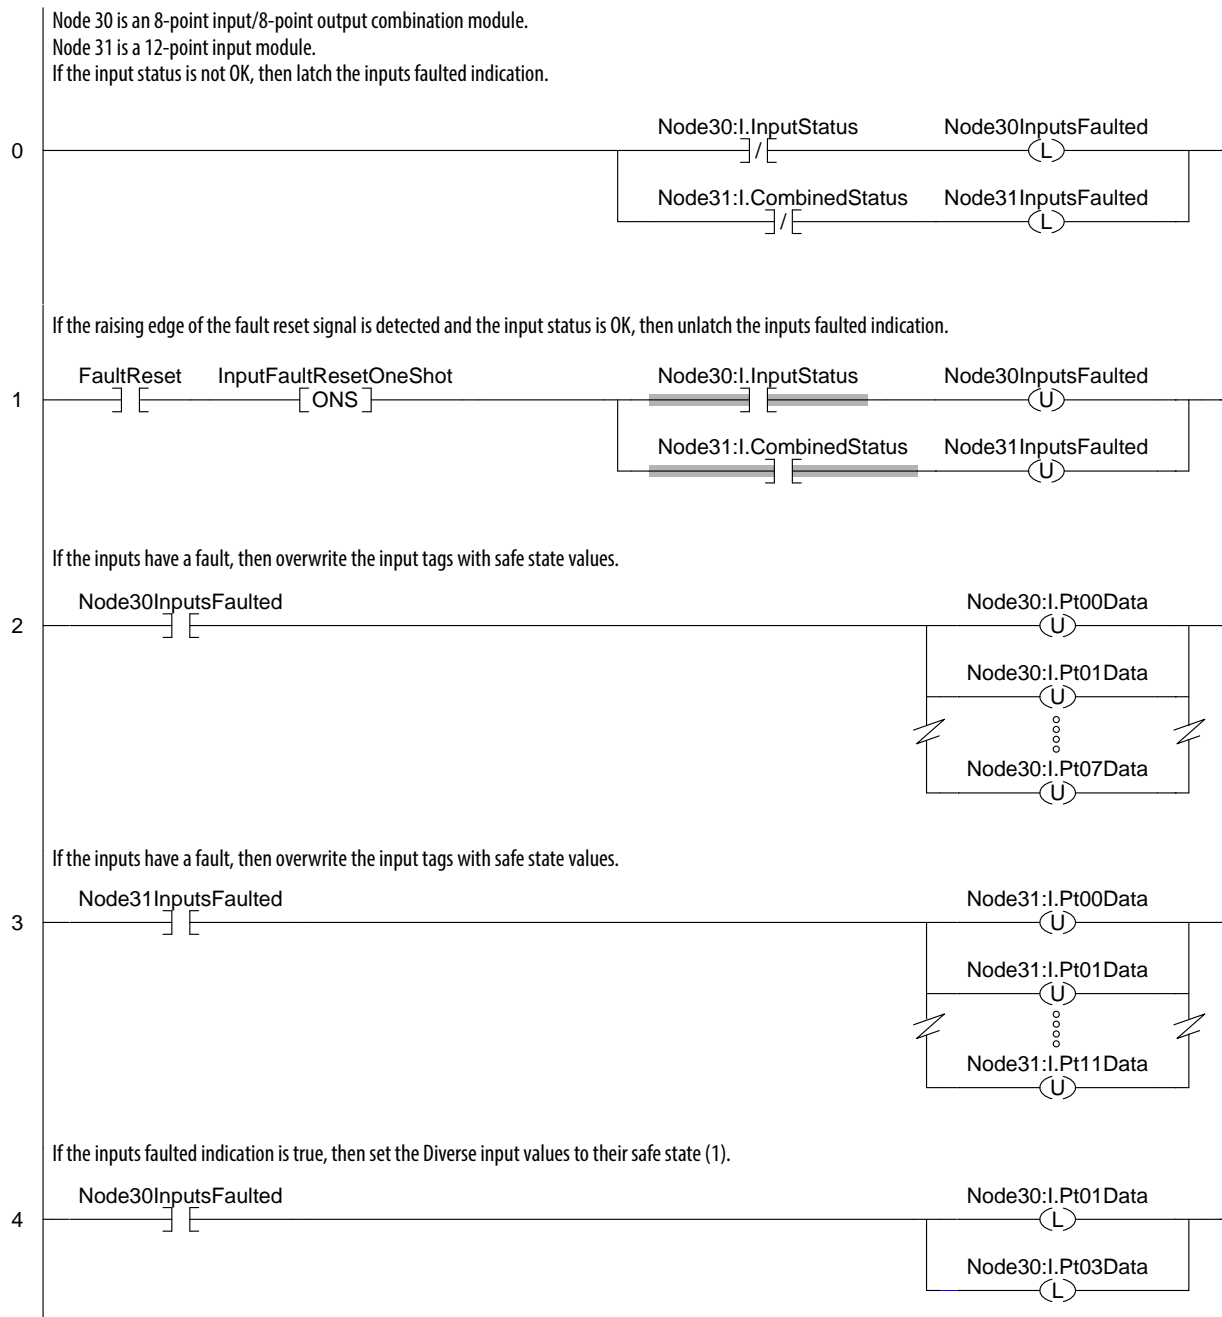 Node 30 is an 8-point input/8-point output combination module.
Node 31 is a 12-point input module.
If the input status is not OK, then latch the inputs faulted indication.
Node30:I.InputStatus Node30InputsFaulted
0 / L
Node31:I.CombinedStatus Node31InputsFaulted
/ L
If the raising edge of the fault reset signal is detected and the input status is OK, then unlatch the inputs faulted indication.
FaultReset InputFaultResetOneShot Node30:I.InputStatus Node30InputsFaulted
1 ONS U
Node31:I.CombinedStatus Node31InputsFaulted
U
If the inputs have a fault, then overwrite the input tags with safe state values.
Node30InputsFaulted Node30:I.Pt00Data
2 U
Node30:I.Pt01Data
U
Node30:I.Pt07Data
U
If the inputs have a fault, then overwrite the input tags with safe state values.
Node31InputsFaulted Node31:I.Pt00Data
3 U
Node31:I.Pt01Data
U
Node31:I.Pt11Data
U
If the inputs faulted indication is true, then set the Diverse input values to their safe state (1).
Node30InputsFaulted Node30:I.Pt01Data
4 L
Node30:I.Pt03Data
L